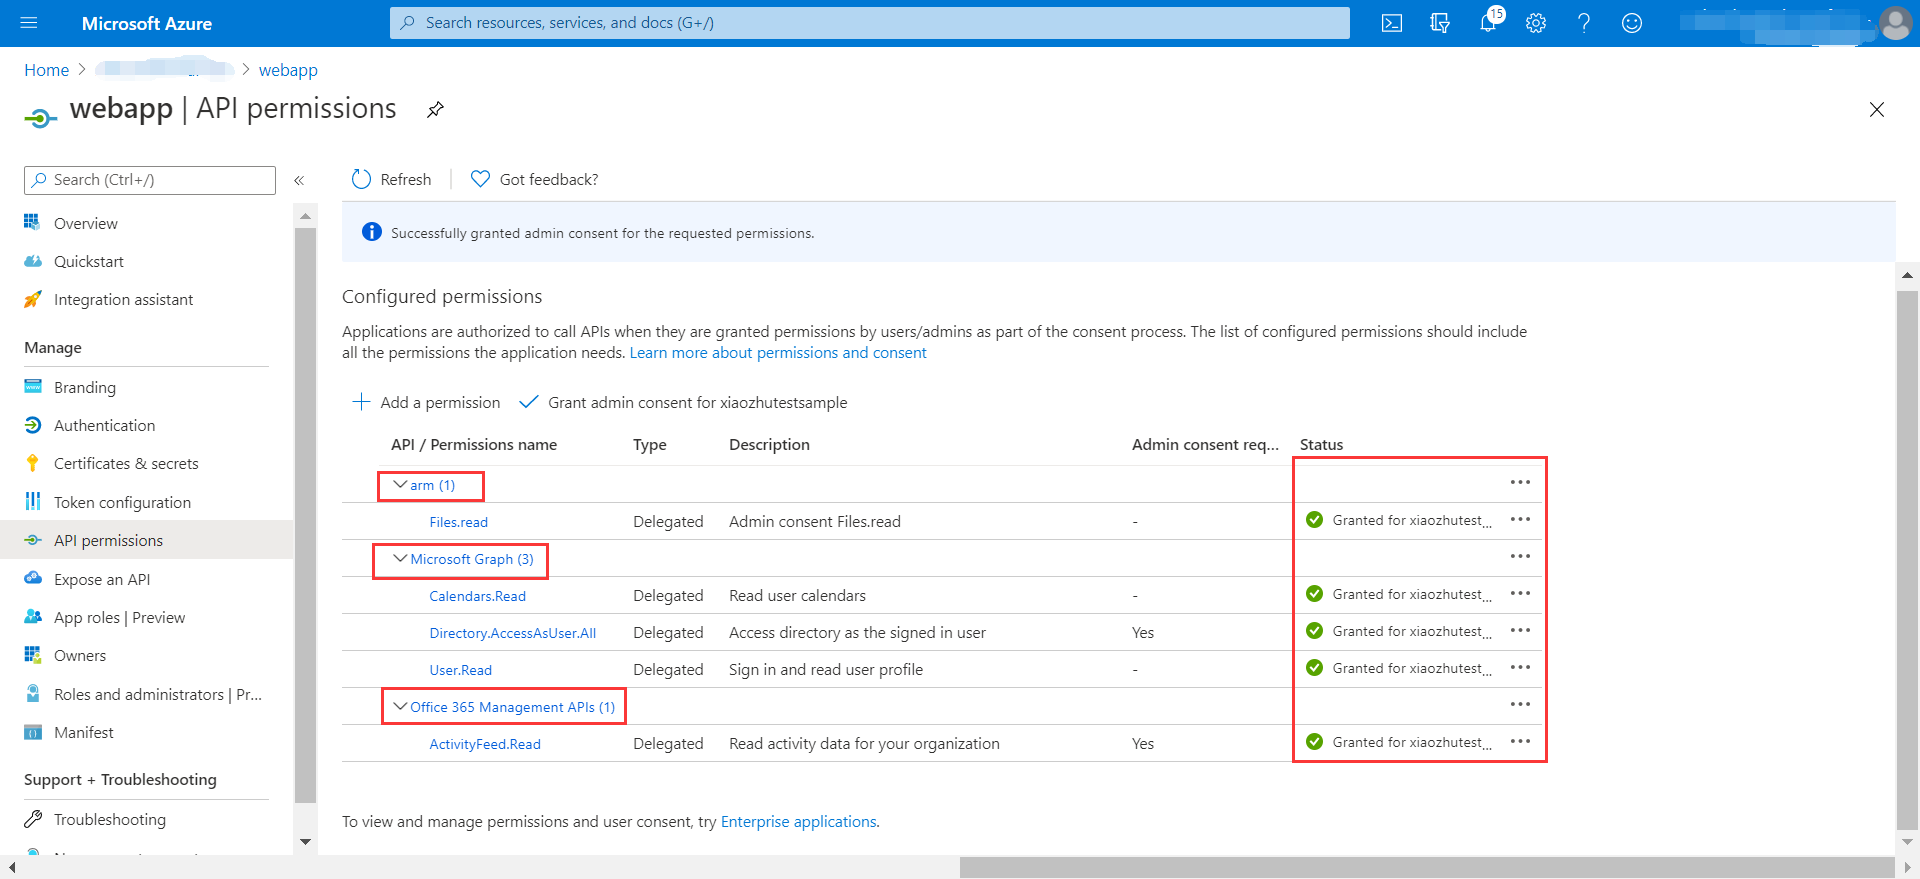 Microsoft Azure
Search resources, services, and docs (G+/)
15
Home > > webapp
webapp | API permissions
Search (Ctrl+/)
«
Overview
Quickstart
Integration assistant
Manage
Branding
Authentication
Certificates & secrets
Token configuration
API permissions
Expose an API
App roles | Preview
Owners
Roles and administrators | Pr...
Manifest
Support + Troubleshooting
Troubleshooting
Refresh
Got feedback?
Successfully granted admin consent for the requested permissions.
Configured permissions
Applications are authorized to call APIs when they are granted permissions by users/admins as part of the consent process. The list of configured permissions should include
all the permissions the application needs. Learn more about permissions and consent
Add a permission
Grant admin consent for xiaozhutestsample
API / Permissions name Type Description Admin consent req... Status
arm (1) ...
Files.read Delegated Admin consent Files.read - Granted for xiaozhutest... ...
Microsoft Graph (3) ...
Calendars.Read Delegated Read user calendars - Granted for xiaozhutest... ...
Directory.AccessAsUser.All Delegated Access directory as the signed in user Yes Granted for xiaozhutest... ...
User.Read Delegated Sign in and read user profile - Granted for xiaozhutest... ...
Office 365 Management APIs (1) ...
ActivityFeed.Read Delegated Read activity data for your organization Yes Granted for xiaozhutest... ...
To view and manage permissions and user consent, try Enterprise applications.